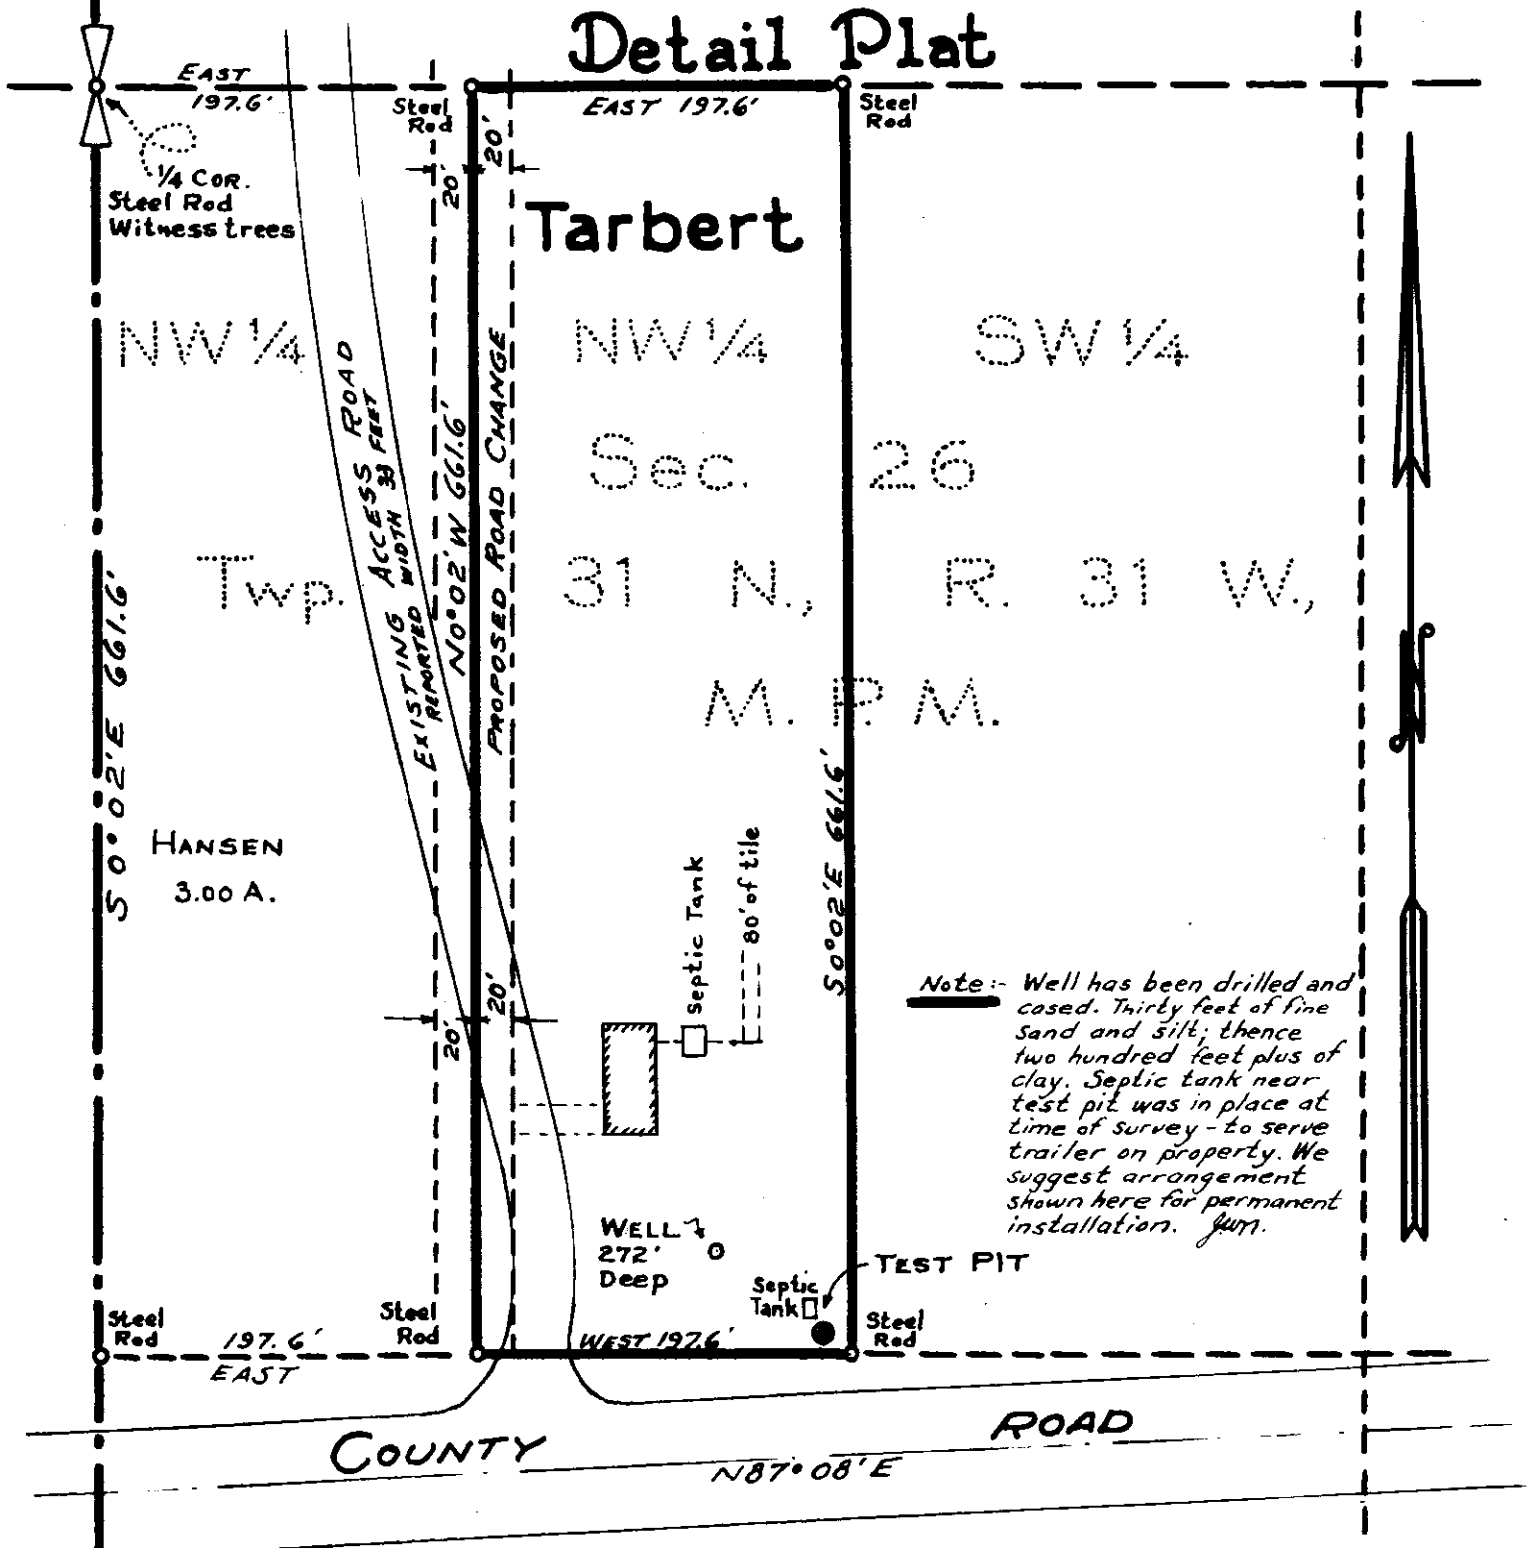 Detail Plat
EAST
197.6'
Steel
Rod
EAST 197.6'
Steel
Rod
20'
20'
1/4 COR.
Steel Rod
Witness trees
Tarbert
NW 1/4 NW 1/4 SW 1/4
Sec. 26
Twp. 31 N., R. 31 W.,
M. P. M.
EXISTING ACCESS ROAD
REPORTED WIDTH 33 FEET
N0°02'W 661.6'
PROPOSED ROAD CHANGE
S0°02'E 661.6'
S0°02'E 661.6'
N
HANSEN
3.00 A.
Septic Tank
80' of tile
20'
20'
Note:- Well has been drilled and
cased. Thirty feet of fine
sand and silt; thence
two hundred feet plus of
clay. Septic tank near
test pit was in place at
time of survey - to serve
trailer on property. We
suggest arrangement
shown here for permanent
installation.
WELL
272'
Deep
TEST PIT
Septic
Tank
Steel
Rod
197.6'
EAST
Steel
Rod
WEST 197.6'
Steel
Rod
COUNTY ROAD
N87°08'E